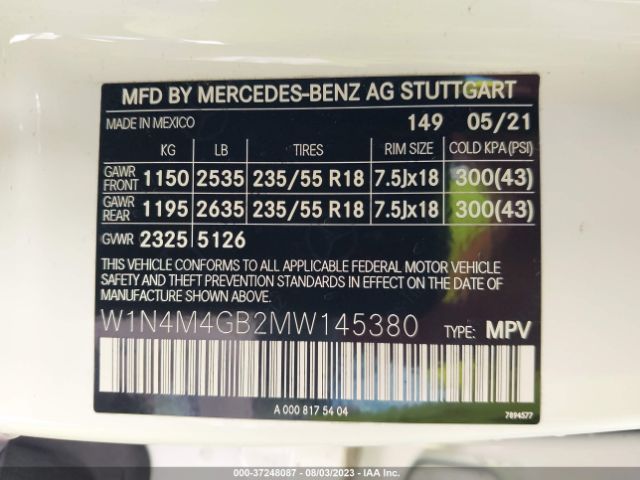 MFD BY MERCEDES-BENZ AG STUTTGART
MADE IN MEXICO 149 05/21
KG LB TIRES RIM SIZE COLD KPA (PSI)
GAWR FRONT 1150 2535 235/55 R18 7.5Jx18 300(43)
GAWR REAR 1195 2635 235/55 R18 7.5Jx18 300(43)
GVWR 2325 5126
THIS VEHICLE CONFORMS TO ALL APPLICABLE FEDERAL MOTOR VEHICLE SAFETY
AND THEFT PREVENTION STANDARDS IN EFFECT ON THE DATE OF MANUFACTURE SHOWN ABOVE.
W1N4M4GB2MW145380 TYPE: MPV
A 000 817 54 04 7894577
000-37248087 - 08/03/2023 - IAA Inc.